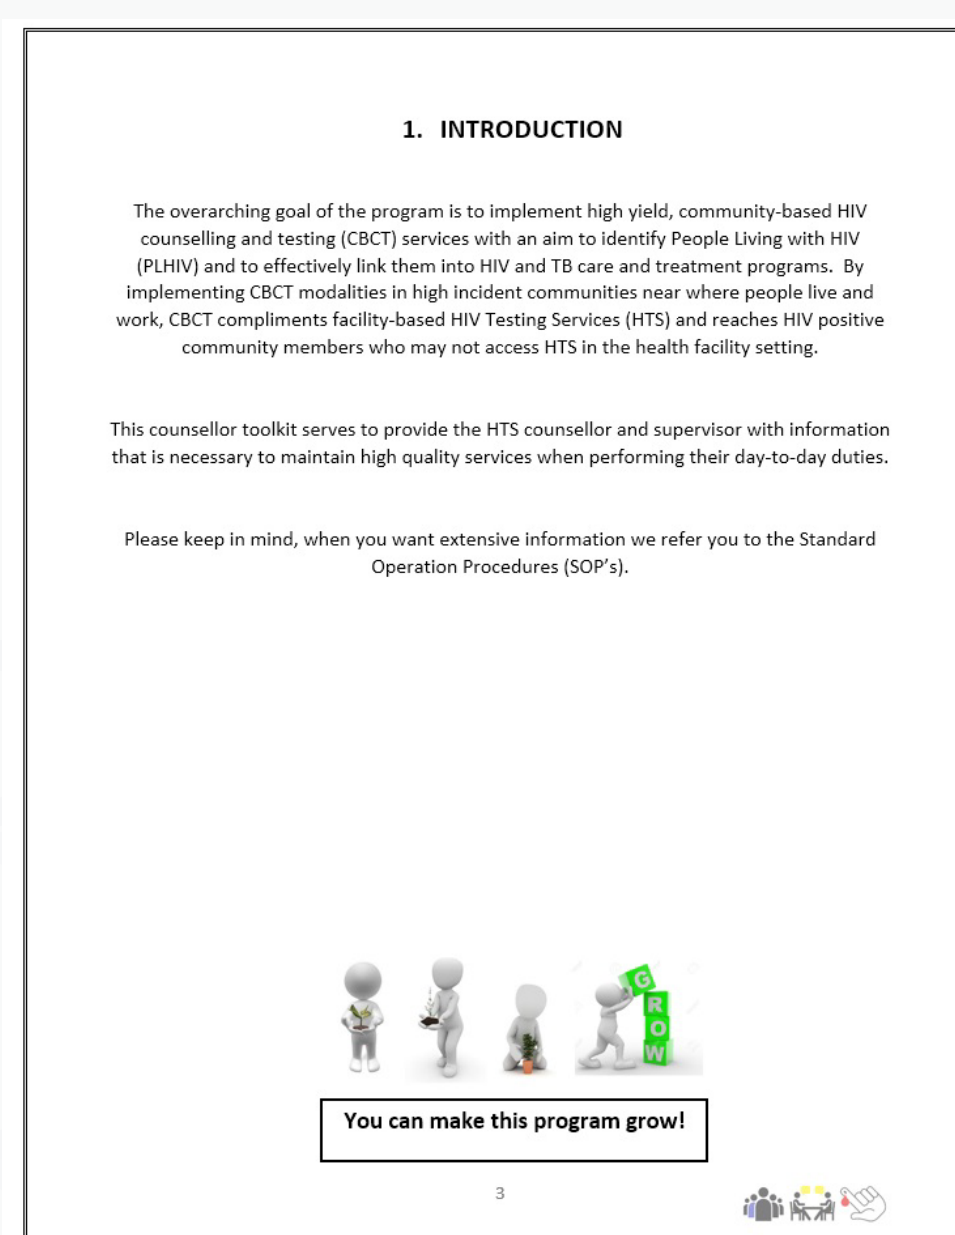 1. INTRODUCTION
The overarching goal of the program is to implement high yield, community-based HIV
counselling and testing (CBCT) services with an aim to identify People Living with HIV
(PLHIV) and to effectively link them into HIV and TB care and treatment programs. By
implementing CBCT modalities in high incident communities near where people live and
work, CBCT compliments facility-based HIV Testing Services (HTS) and reaches HIV positive
community members who may not access HTS in the health facility setting.
This counsellor toolkit serves to provide the HTS counsellor and supervisor with information
that is necessary to maintain high quality services when performing their day-to-day duties.
Please keep in mind, when you want extensive information we refer you to the Standard
Operation Procedures (SOP’s).
G
R
O
W
You can make this program grow!
3